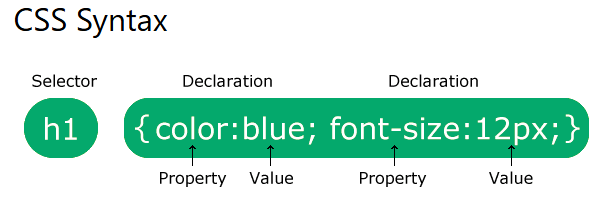 CSS Syntax
Selector Declaration Declaration
h1 {color:blue; font-size:12px;}
Property Value Property Value